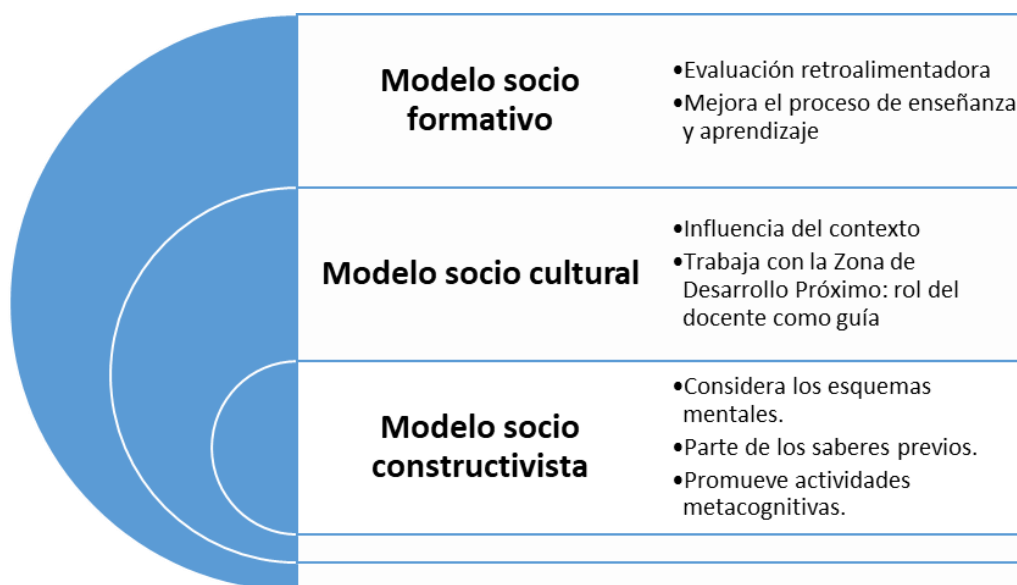 Modelo socio
formativo
•Evaluación retroalimentadora
•Mejora el proceso de enseñanza
y aprendizaje
Modelo socio cultural
•Influencia del contexto
•Trabaja con la Zona de
Desarrollo Próximo: rol del
docente como guía
Modelo socio
constructivista
•Considera los esquemas
mentales.
•Parte de los saberes previos.
•Promueve actividades
metacognitivas.